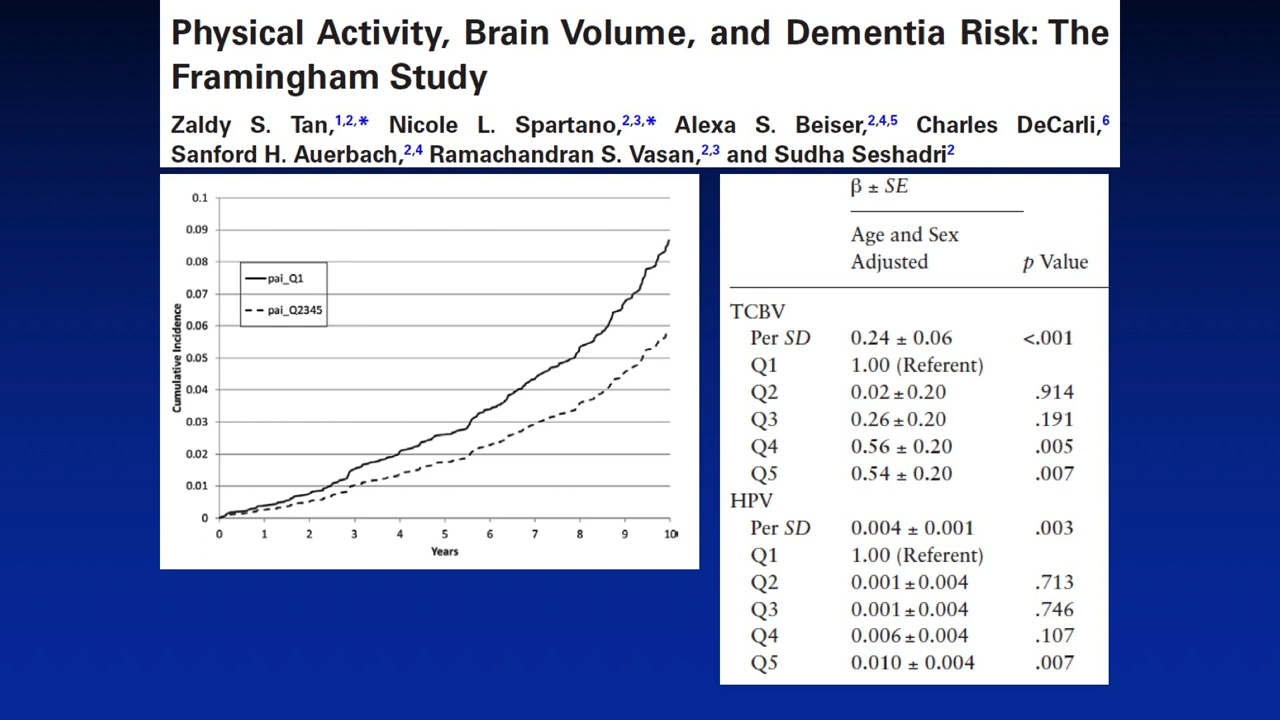 Physical Activity, Brain Volume, and Dementia Risk: The
Framingham Study
Zaldy S. Tan,1,2,* Nicole L. Spartano,2,3,* Alexa S. Beiser,2,4,5 Charles DeCarli,6
Sanford H. Auerbach,2,4 Ramachandran S. Vasan,2,3 and Sudha Seshadri2
0.1
0.09
0.08
0.07
0.06
0.05
0.04
0.03
0.02
0.01
0
Cumulative Incidence
pai_Q1
pai_Q2345
0 1 2 3 4 5 6 7 8 9 10
Years
β ± SE
Age and Sex
Adjusted p Value
TCBV
Per SD 0.24 ± 0.06 <.001
Q1 1.00 (Referent)
Q2 0.02 ± 0.20 .914
Q3 0.26 ± 0.20 .191
Q4 0.56 ± 0.20 .005
Q5 0.54 ± 0.20 .007
HPV
Per SD 0.004 ± 0.001 .003
Q1 1.00 (Referent)
Q2 0.001 ± 0.004 .713
Q3 0.001 ± 0.004 .746
Q4 0.006 ± 0.004 .107
Q5 0.010 ± 0.004 .007